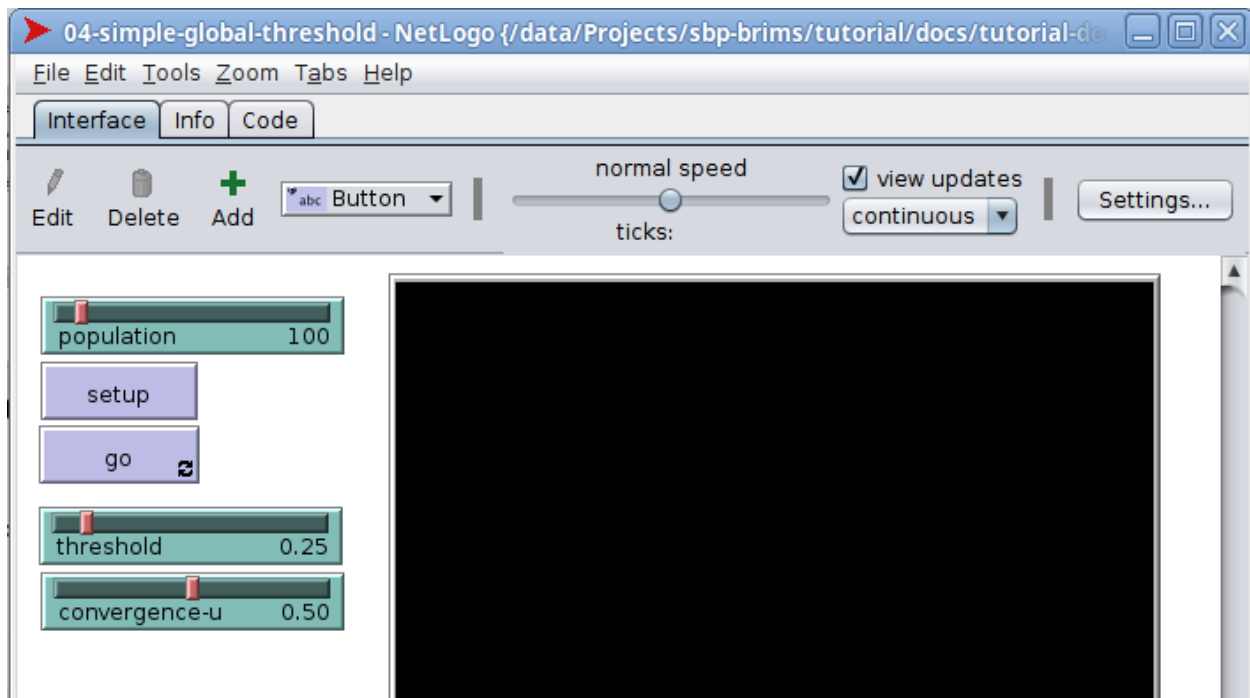 04-simple-global-threshold - NetLogo {/data/Projects/sbp-brims/tutorial/docs/tutorial-do
File Edit Tools Zoom Tabs Help
Interface Info Code
normal speed
view updates
Edit Delete Add abc Button continuous Settings...
ticks:
population 100
setup
go
threshold 0.25
convergence-u 0.50